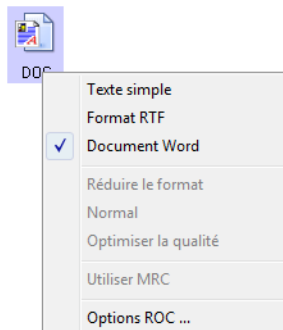 DOC
Texte simple
Format RTF
Document Word
Réduire le format
Normal
Optimiser la qualité
Utiliser MRC
Options ROC ...